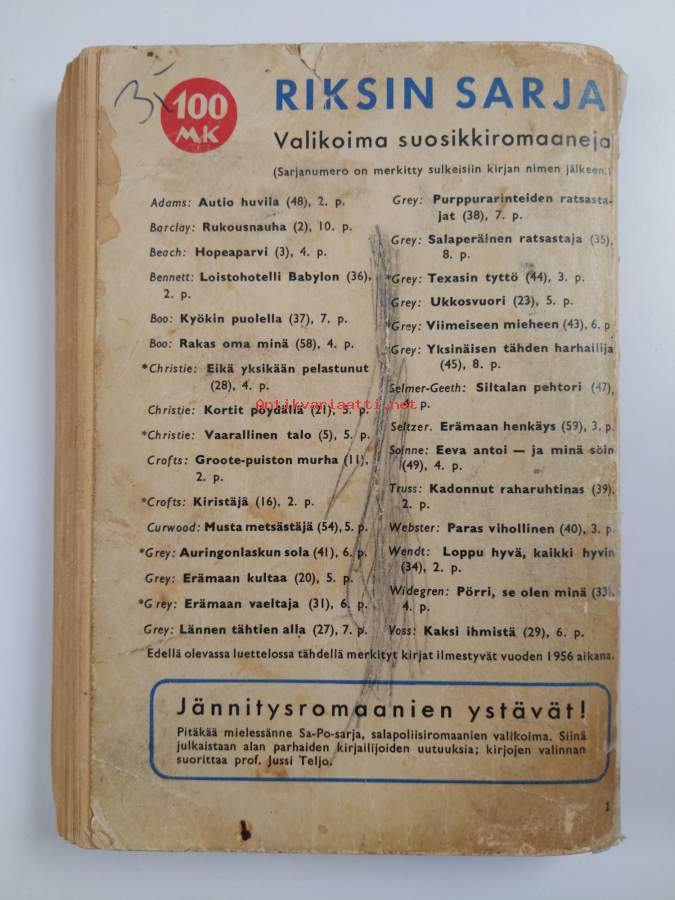 100
MK
RIKSIN SARJA
Valikoima suosikkiromaaneja
(Sarjanumero on merkitty sulkeisiin kirjan nimen jälkeen.
Adams: Autio huvila (48), 2. p.
Barclay: Rukousnauha (2), 10. p.
Beach: Hopeaparvi (3), 4. p.
Bennett: Loistohotelli Babylon (36),
2. p.
Boo: Kyökin puolella (37), 7. p.
Boo: Rakas oma minä (58), 4. p.
*Christie: Eikä yksikään pelastunut
(28), 4. p.
Christie: Kortit pöydällä (21), 5. p.
*Christie: Vaarallinen talo (5), 5. p.
Crofts: Groote-puiston murha (11),
2. p.
*Crofts: Kiristäjä (16), 2. p.
Curwood: Musta metsästäjä (54), 5. p.
*Grey: Auringonlaskun sola (41), 6. p.
Grey: Erämaan kultaa (20), 5. p.
*Grey: Erämaan vaeltaja (31), 6. p.
Grey: Lännen tähtien alla (27), 7. p.
Grey: Purppurarinteiden ratsasta-
jat (38), 7. p.
Grey: Salaperäinen ratsastaja (35),
8. p.
*Grey: Texasin tyttö (44), 3. p.
Grey: Ukkosvuori (23), 5. p.
*Grey: Viimeiseen mieheen (43), 6. p
Grey: Yksinäisen tähden harhailija
(45), 8. p.
Selmer-Geeth: Siltalan pehtori (47),
p.
Seltzer. Erämaan henkäys (59), 3. p.
Soinne: Eeva antoi — ja minä söin
(49), 4. p.
Truss: Kadonnut raharuhtinas (39),
2. p.
Webster: Paras vihollinen (40), 3. p.
Wendt: Loppu hyvä, kaikki hyvin
(34), 2. p.
Widegren: Pörri, se olen minä (33),
4. p.
Voss: Kaksi ihmistä (29), 6. p.
Edellä olevassa luettelossa tähdellä merkityt kirjat ilmestyvät vuoden 1956 aikana.
Jännitysromaanien ystävät!
Pitäkää mielessänne Sa-Po-sarja, salapoliisiromaanien valikoima. Siinä
julkaistaan alan parhaiden kirjailijoiden uutuuksia; kirjojen valinnan
suorittaa prof. Jussi Teljo.
1
antikvariaatti.net